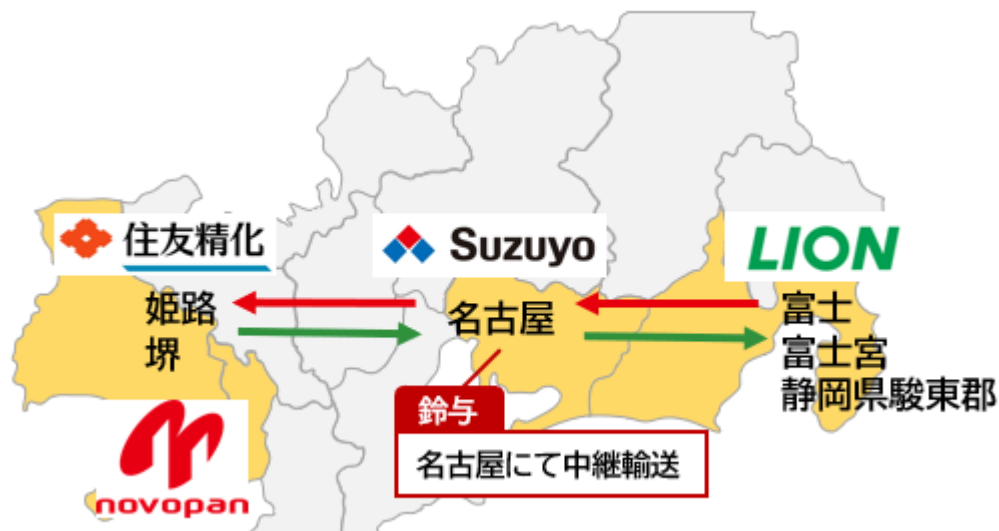 住友精化
Suzuyo
LION
姫路
堺
名古屋
富士
富士宮
静岡県駿東郡
鈴与
名古屋にて中継輸送
novopan